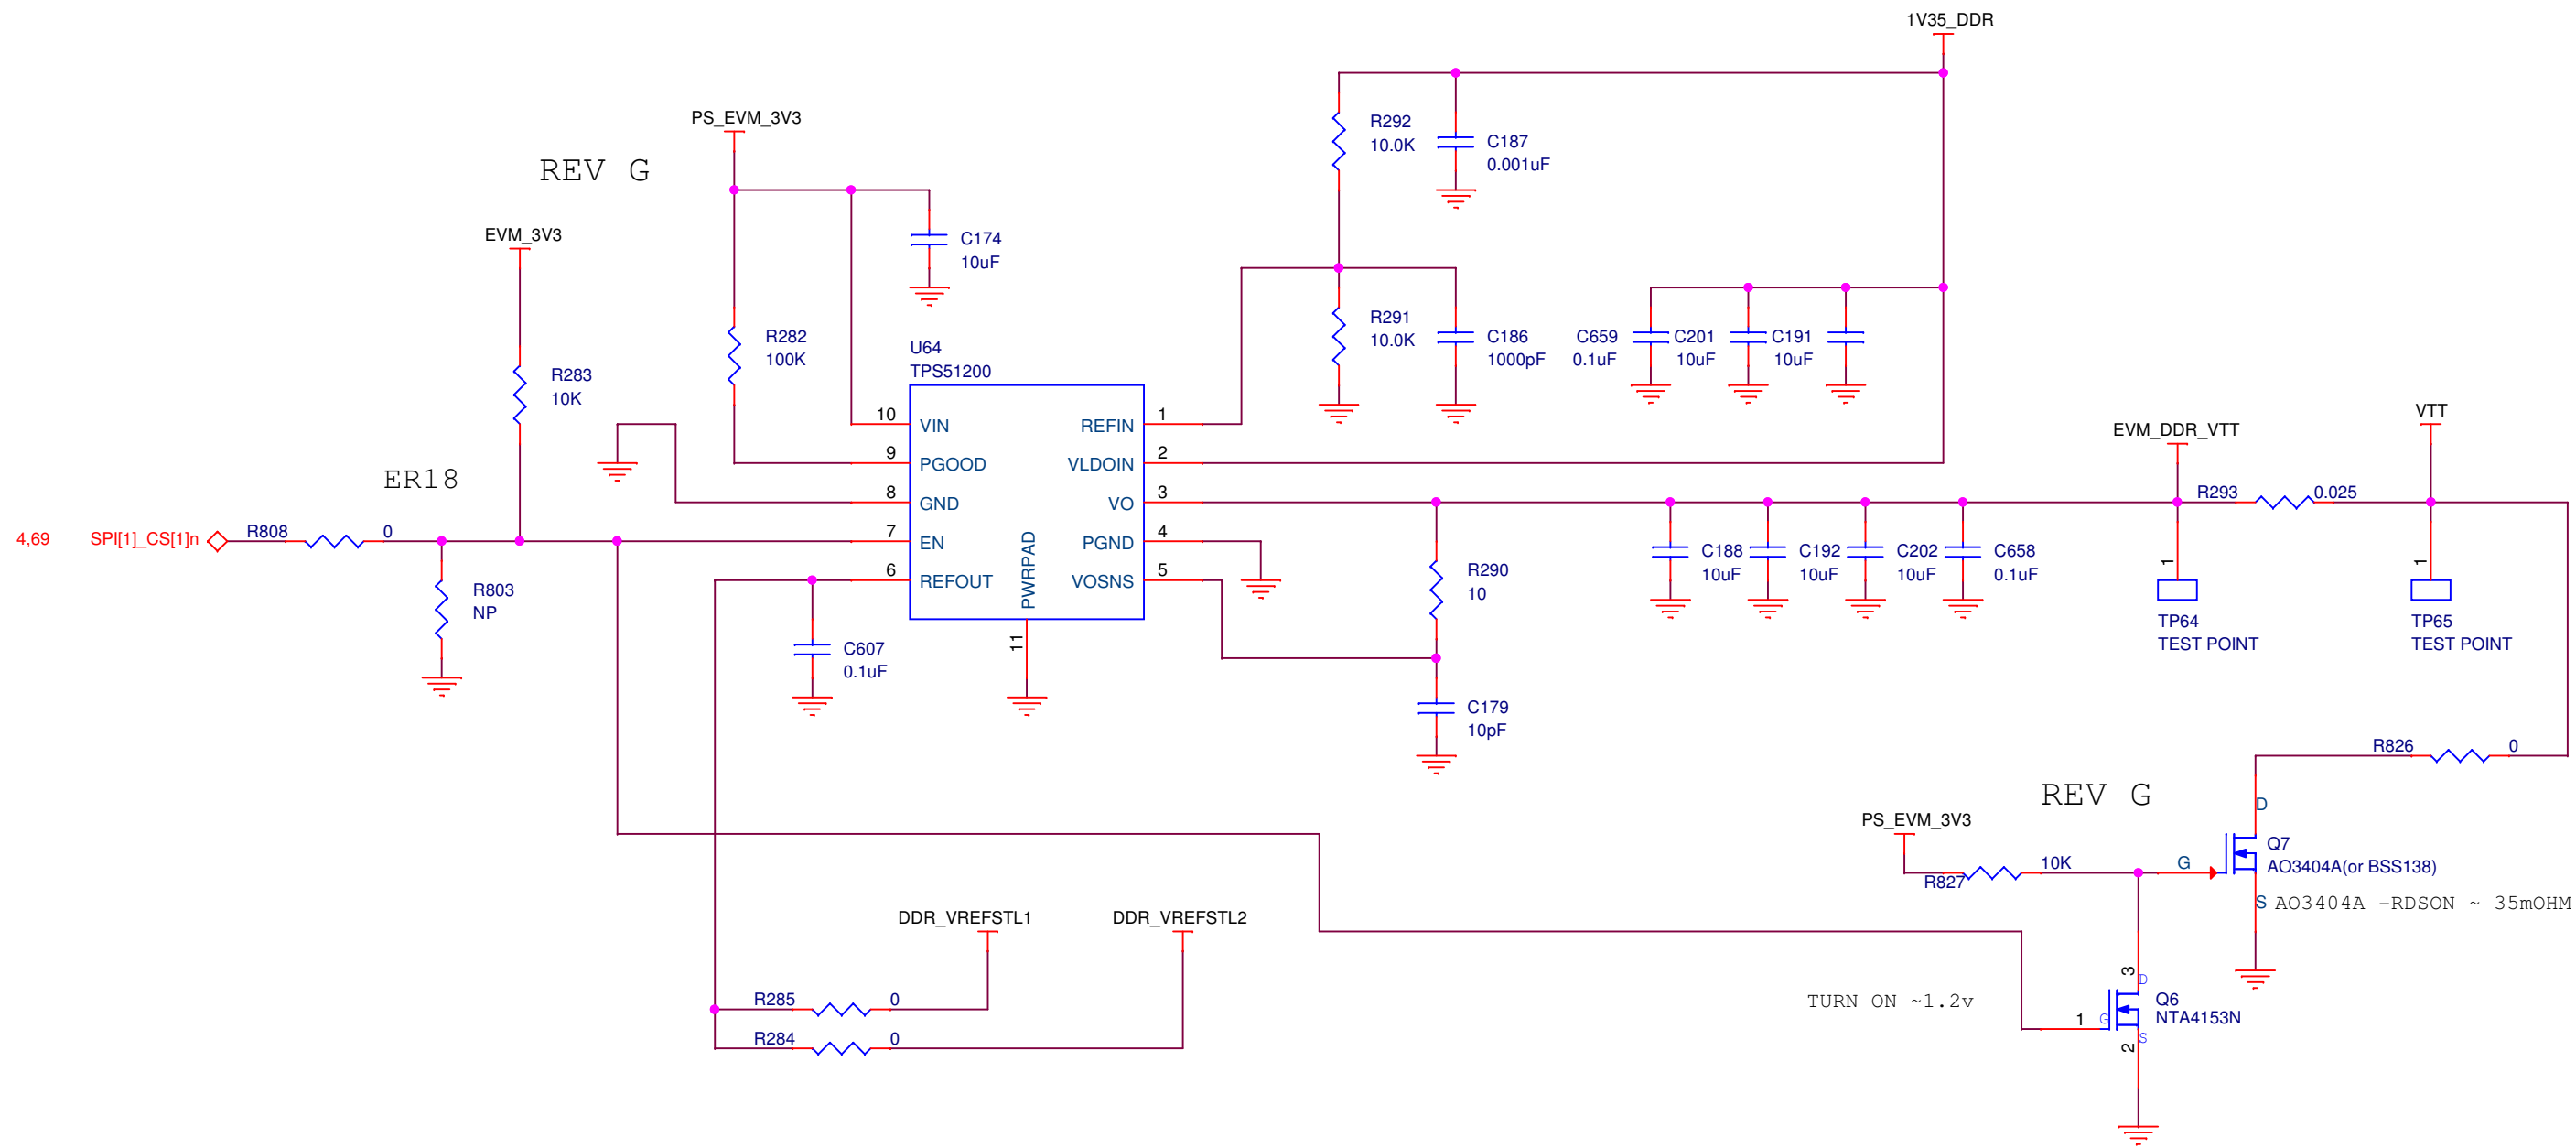 1V35_DDR
PS_EVM_3V3
REV G
R292
10.0K
C187
0.001uF
EVM_3V3
C174
10uF
R282
100K
R291
10.0K
C186
1000pF
C659
0.1uF
C201
10uF
C191
10uF
U64
TPS51200
R283
10K
10 VIN
9 PGOOD
8 GND
7 EN
6 REFOUT
PWRPAD
11
REFIN 1
VLDOIN 2
VO 3
PGND 4
VOSNS 5
ER18
4,69 SPI[1]_CS[1]n
R808 0
R803
NP
C607
0.1uF
R290
10
C179
10pF
C188
10uF
C192
10uF
C202
10uF
C658
0.1uF
EVM_DDR_VTT
VTT
R293 0.025
1
TP64
TEST POINT
1
TP65
TEST POINT
R826 0
REV G
PS_EVM_3V3
R827
10K
G
D
S
Q7
AO3404A(or BSS138)
AO3404A -RDSON ~ 35mOHM
DDR_VREFSTL1
DDR_VREFSTL2
R285 0
R284 0
TURN ON ~1.2v
3
D
1
G
Q6
NTA4153N
2
S